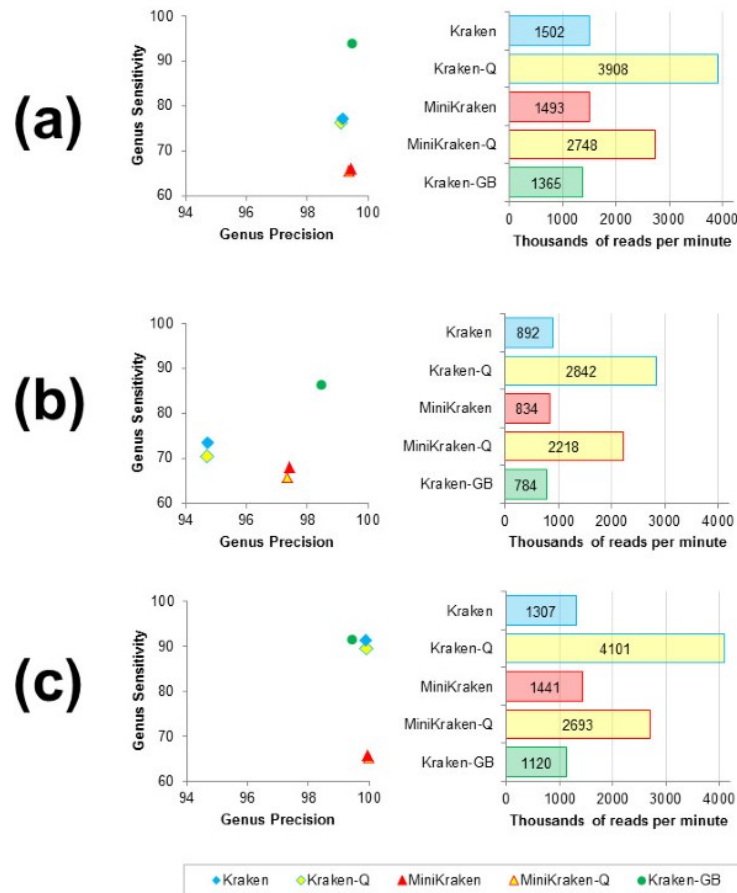 (a)
100
90
80
70
60
94 96 98 100
Genus Sensitivity
Genus Precision
Kraken 1502
Kraken-Q 3908
MiniKraken 1493
MiniKraken-Q 2748
Kraken-GB 1365
0 1000 2000 3000 4000
Thousands of reads per minute
(b)
100
90
80
70
60
94 96 98 100
Genus Sensitivity
Genus Precision
Kraken 892
Kraken-Q 2842
MiniKraken 834
MiniKraken-Q 2218
Kraken-GB 784
0 1000 2000 3000 4000
Thousands of reads per minute
(c)
100
90
80
70
60
94 96 98 100
Genus Sensitivity
Genus Precision
Kraken 1307
Kraken-Q 4101
MiniKraken 1441
MiniKraken-Q 2693
Kraken-GB 1120
0 1000 2000 3000 4000
Thousands of reads per minute
Kraken Kraken-Q MiniKraken MiniKraken-Q Kraken-GB